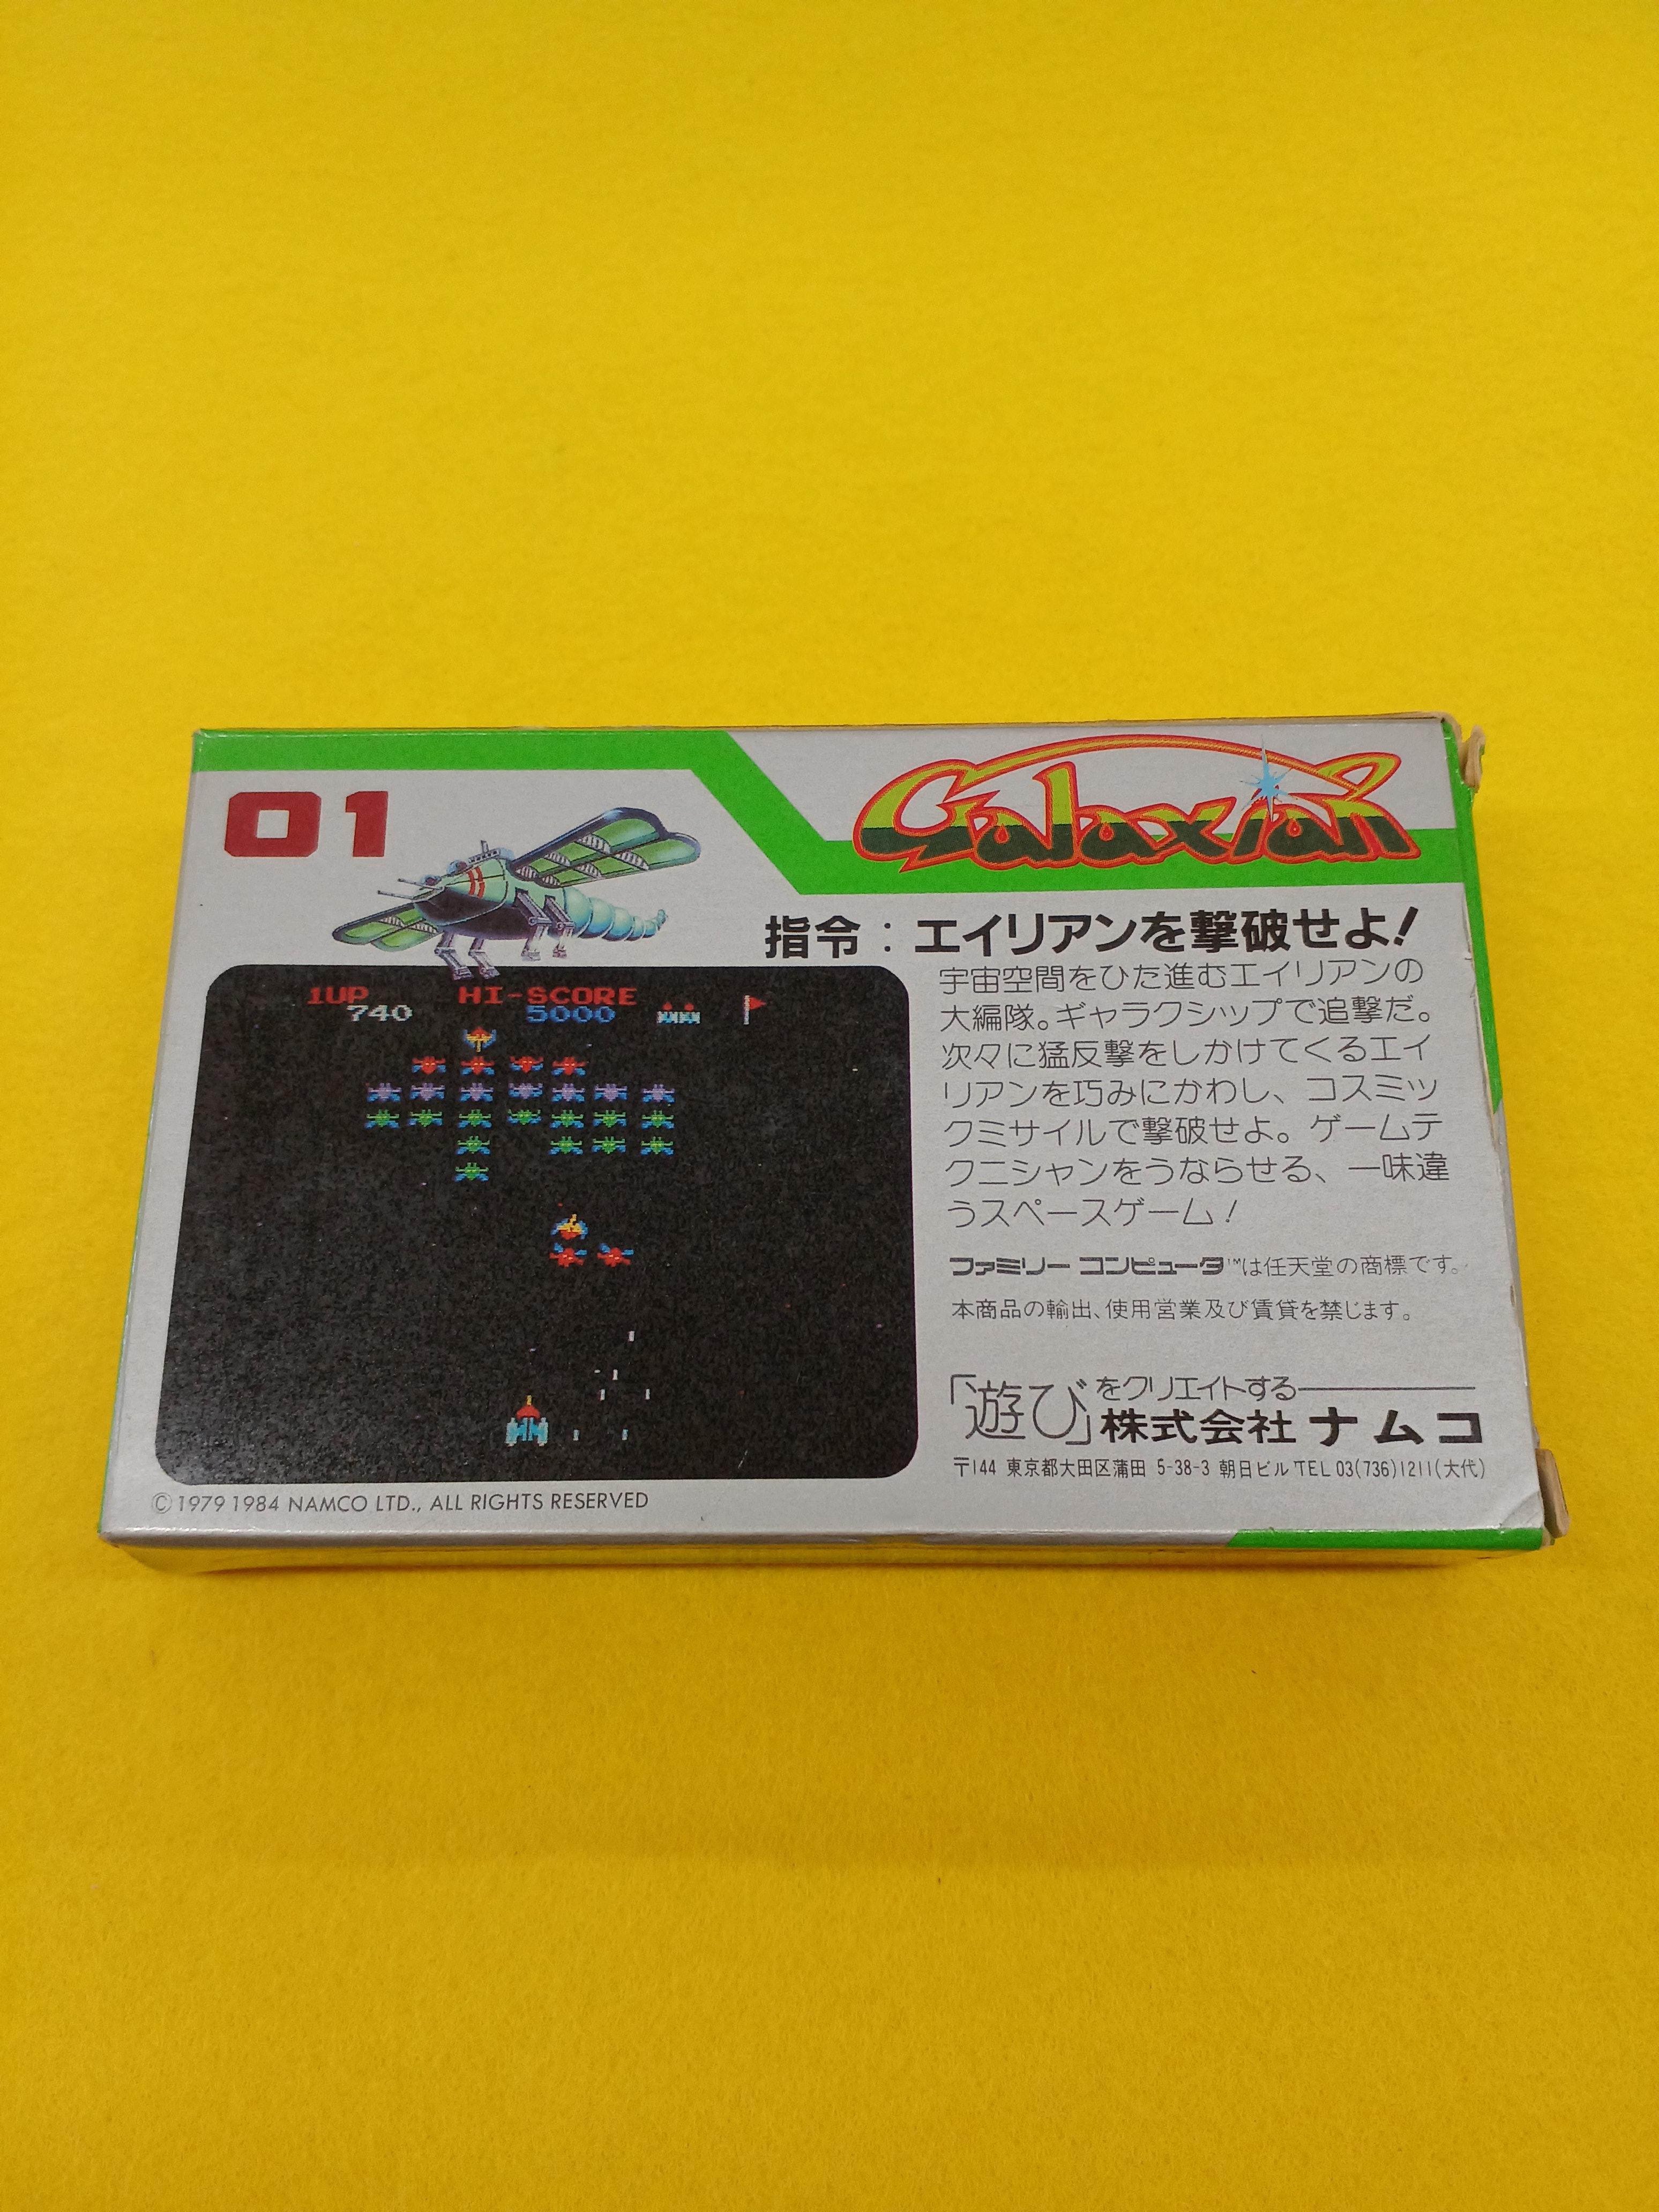 01
Galaxian
指令：エイリアンを撃破せよ！
1UP HI-SCORE
740 5000
宇宙空間をひた進むエイリアンの
大編隊。ギャラクシップで追撃だ。
次々に猛反撃をしかけてくるエイ
リアンを巧みにかわし、コスミッ
クミサイルで撃破せよ。ゲームテ
クニシャンをうならせる、一味違
うスペースゲーム！
ファミリー コンピュータ™は任天堂の商標です。
本商品の輸出、使用営業及び賃貸を禁じます。
「遊び」をクリエイトする
株式会社ナムコ
〒144 東京都大田区蒲田 5-38-3 朝日ビル TEL 03(736)1211(大代)
©1979 1984 NAMCO LTD., ALL RIGHTS RESERVED